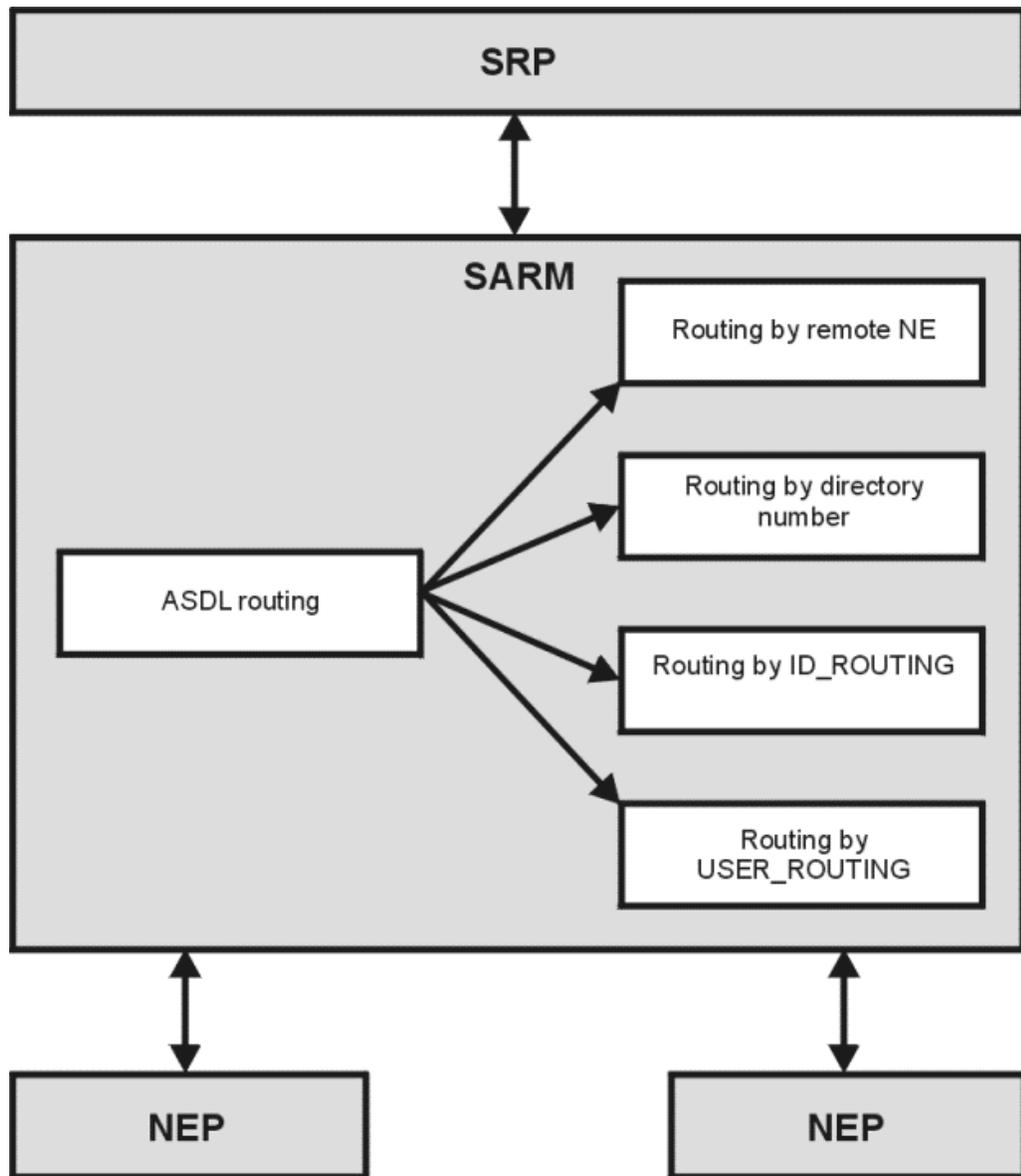 SRP
SARM
Routing by remote NE
Routing by directory
number
ASDL routing
Routing by ID_ROUTING
Routing by
USER_ROUTING
NEP
NEP